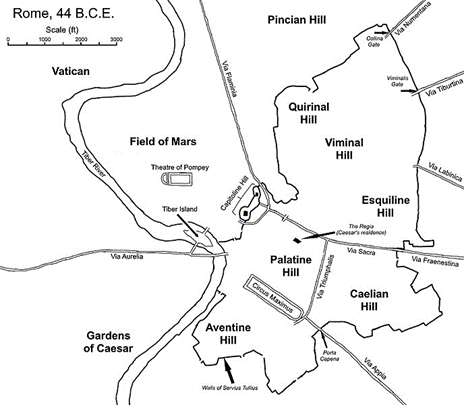 Rome, 44 B.C.E.
Scale (ft)
0 1000 2000 3000
Pincian Hill
Via Numentana
Collina
Gate
Vatican
Via Flaminia
Viminalis
Gate
Via Tiburtina
Quirinal
Hill
Field of Mars
Viminal
Hill
Tiber River
Theatre of Pompey
Via Labinica
Capitoline Hill
Esquiline
Hill
Tiber Island
The Regia
(Caesar's residence)
Via Aurelia
Via Sacra
Via Fraenestina
Palatine
Hill
Via Triumphalis
Circus Maximus
Caelian
Hill
Gardens
of Caesar
Aventine
Hill
Porta
Capena
Via Appia
Walls of Servius Tullius